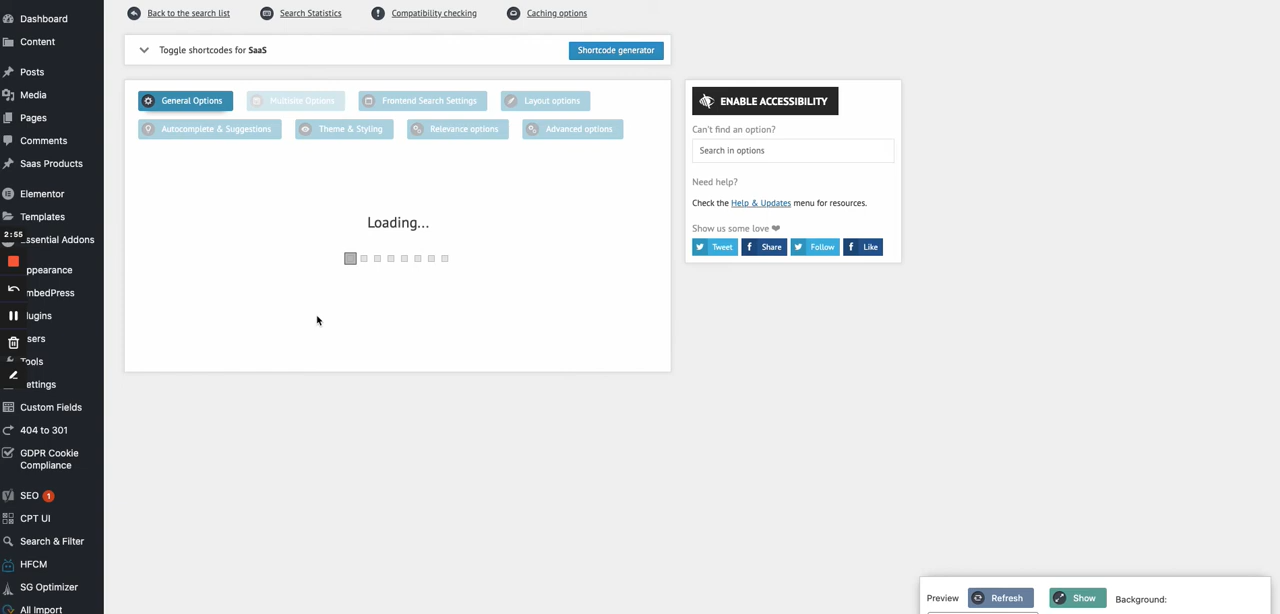 Dashboard
Content
Posts
Media
Pages
Comments
Saas Products
Elementor
Templates
2:55
ssential Addons
ppearance
mbedPress
lugins
sers
Tools
ettings
Custom Fields
404 to 301
GDPR Cookie
Compliance
SEO 1
CPT UI
Search & Filter
HFCM
SG Optimizer
All Import
Back to the search list
Search Statistics
Compatibility checking
Caching options
Toggle shortcodes for SaaS
Shortcode generator
General Options
Multisite Options
Frontend Search Settings
Layout options
Autocomplete & Suggestions
Theme & Styling
Relevance options
Advanced options
Loading...
ENABLE ACCESSIBILITY
Can't find an option?
Search in options
Need help?
Check the Help & Updates menu for resources.
Show us some love ❤
Tweet
Share
Follow
Like
Preview
Refresh
Show
Background: